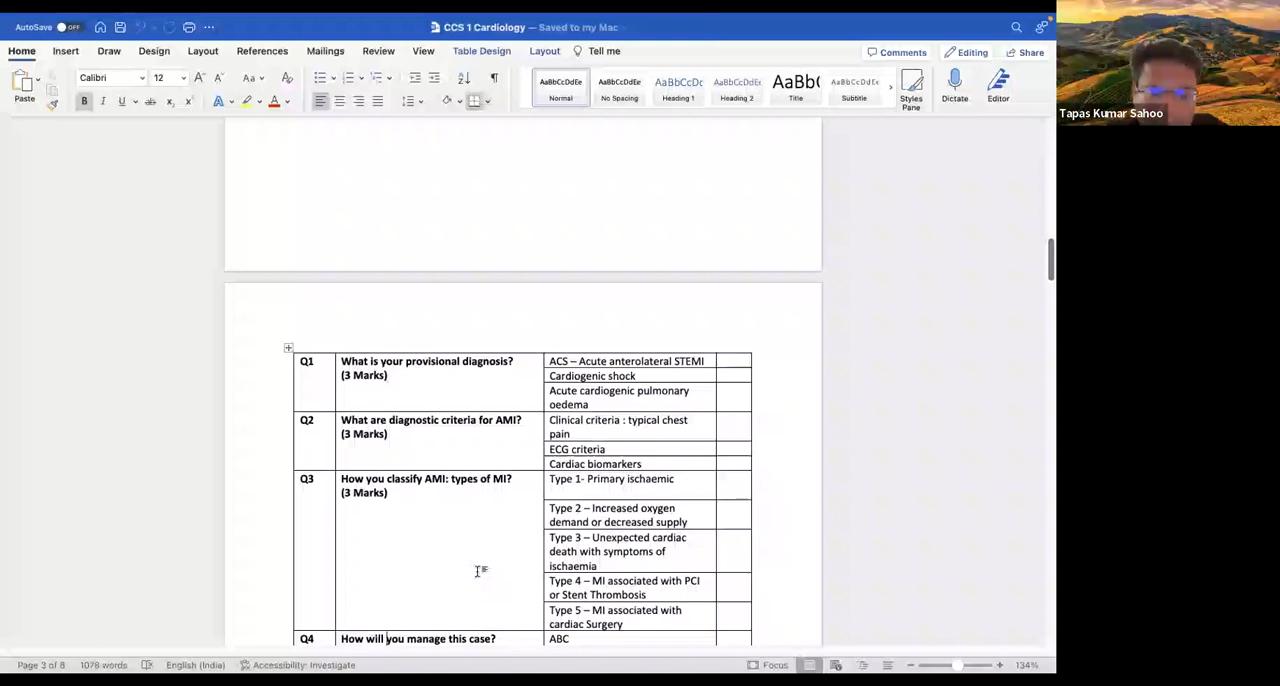 AutoSave OFF
CCS 1 Cardiology — Saved to my Mac
Home Insert Draw Design Layout References Mailings Review View Table Design Layout Tell me Comments Editing Share
Paste
Calibri 12
AaBbCcDdEe Normal
AaBbCcDdEe No Spacing
AaBbCcDc Heading 1
AaBbCcDdEe Heading 2
AaBb( Title
AaBbCcDdEe Subtitle
Styles Pane
Dictate
Editor
Tapas Kumar Sahoo
Q1 What is your provisional diagnosis? ACS – Acute anterolateral STEMI
(3 Marks) Cardiogenic shock
Acute cardiogenic pulmonary
oedema
Q2 What are diagnostic criteria for AMI? Clinical criteria : typical chest
(3 Marks) pain
ECG criteria
Cardiac biomarkers
Q3 How you classify AMI: types of MI? Type 1- Primary ischaemic
(3 Marks)
Type 2 – Increased oxygen
demand or decreased supply
Type 3 – Unexpected cardiac
death with symptoms of
ischaemia
Type 4 – MI associated with PCI
or Stent Thrombosis
Type 5 – MI associated with
cardiac Surgery
Q4 How will you manage this case? ABC
Page 3 of 8 1078 words English (India) Accessibility: Investigate Focus 134%